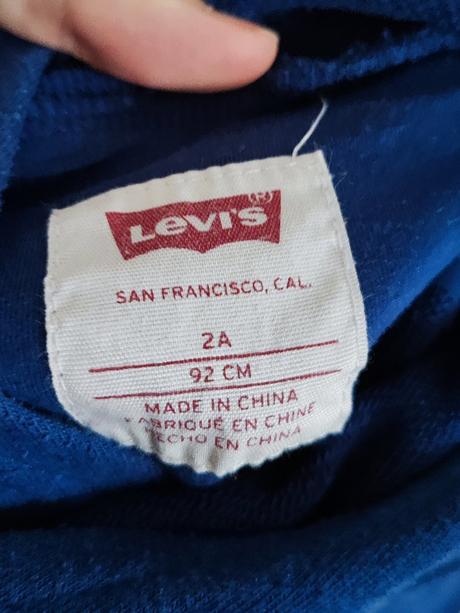 Levi's®
SAN FRANCISCO, CAL.
2A
92 CM
MADE IN CHINA
FABRIQUÉ EN CHINE
HECHO EN CHINA